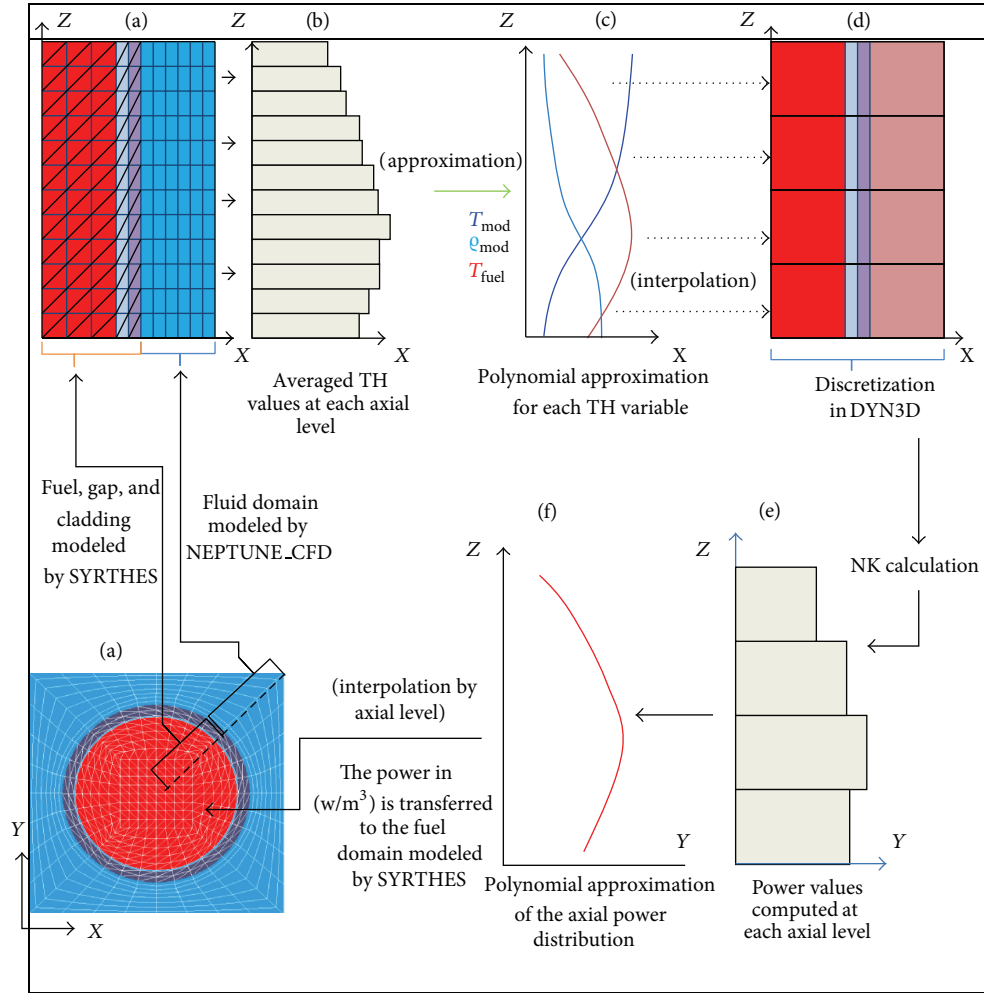 Z (a)
Z (b)
Z (c)
Z (d)
(approximation)
T_mod
ϱ_mod
T_fuel
(interpolation)
X
X
X
X
Averaged TH
values at each axial
level
Polynomial approximation
for each TH variable
Discretization
in DYN3D
Fuel, gap, and
cladding
modeled
by SYRTHES
Fluid domain
modeled by
NEPTUNE_CFD
(f)
(e)
Z
Z
NK calculation
(a)
(interpolation by
axial level)
The power in
(w/m³) is transferred
to the fuel
domain modeled
by SYRTHES
Y
X
Y
Y
Polynomial approximation
of the axial power
distribution
Power values
computed at
each axial level